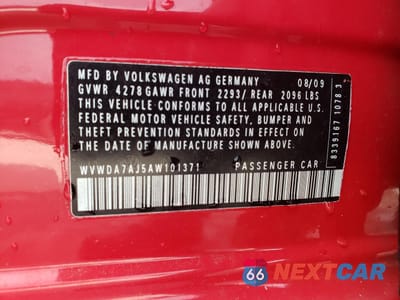 MFD BY VOLKSWAGEN AG GERMANY 08/09
GVWR 4278 GAWR FRONT 2293/ REAR 2096 LBS
THIS VEHICLE CONFORMS TO ALL APPLICABLE U.S.
FEDERAL MOTOR VEHICLE SAFETY, BUMPER AND
THEFT PREVENTION STANDARDS IN EFFECT ON THE
DATE OF MANUFACTURE SHOWN ABOVE.
WVWDA7AJ5AW101371 PASSENGER CAR
8339167 1078 3
66 NEXTCAR